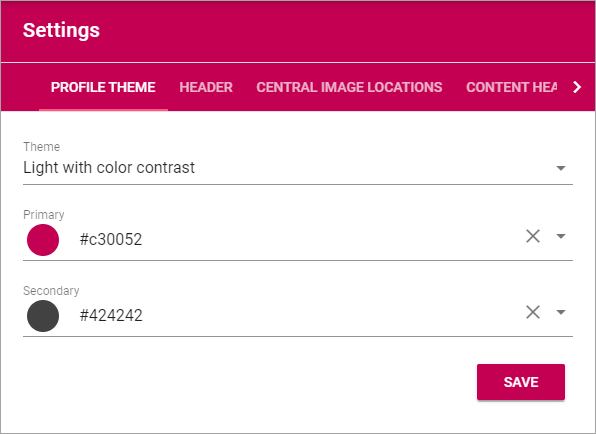 Settings
PROFILE THEME HEADER CENTRAL IMAGE LOCATIONS CONTENT HEA
Theme
Light with color contrast
Primary
#c30052
Secondary
#424242
SAVE